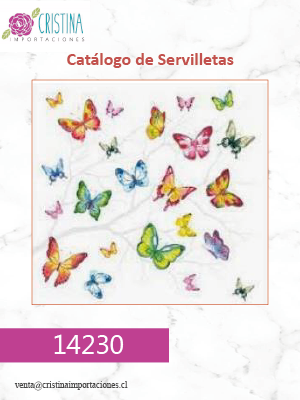 CRISTINA
IMPORTACIONES
Catálogo de Servilletas
14230
venta@cristinaimportaciones.cl